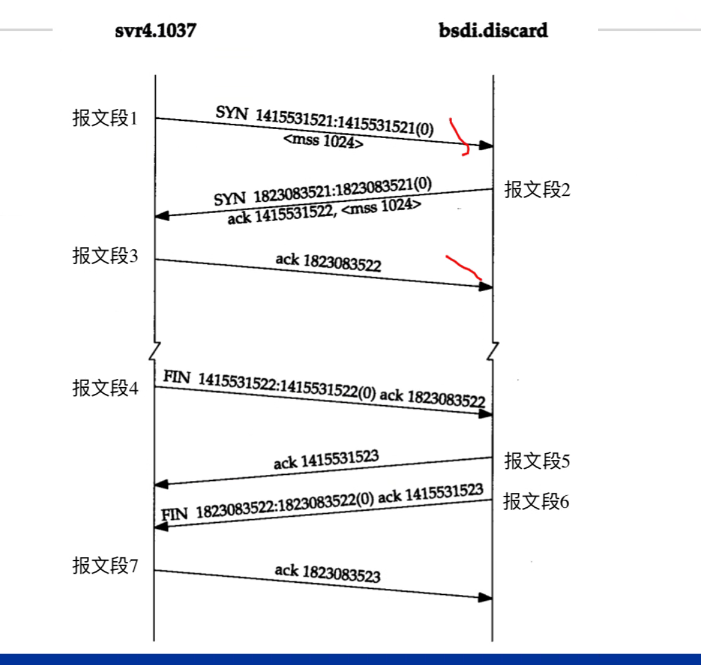 svr4.1037
bsdi.discard
报文段1
SYN 1415531521:1415531521(0)
<mss 1024>
SYN 1823083521:1823083521(0)
报文段2
ack 1415531522, <mss 1024>
报文段3
ack 1823083522
报文段4
FIN 1415531522:1415531522(0) ack 1823083522
ack 1415531523
报文段5
FIN 1823083522:1823083522(0) ack 1415531523
报文段6
报文段7
ack 1823083523